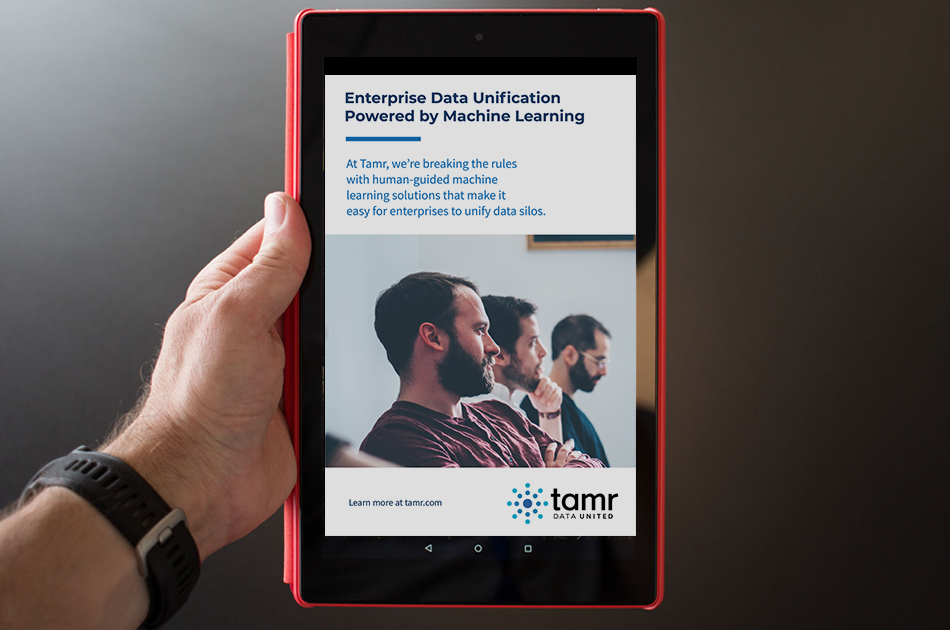 Enterprise Data Unification
Powered by Machine Learning
At Tamr, we’re breaking the rules
with human-guided machine
learning solutions that make it
easy for enterprises to unify data silos.
Learn more at tamr.com
tamr
DATA UNITED